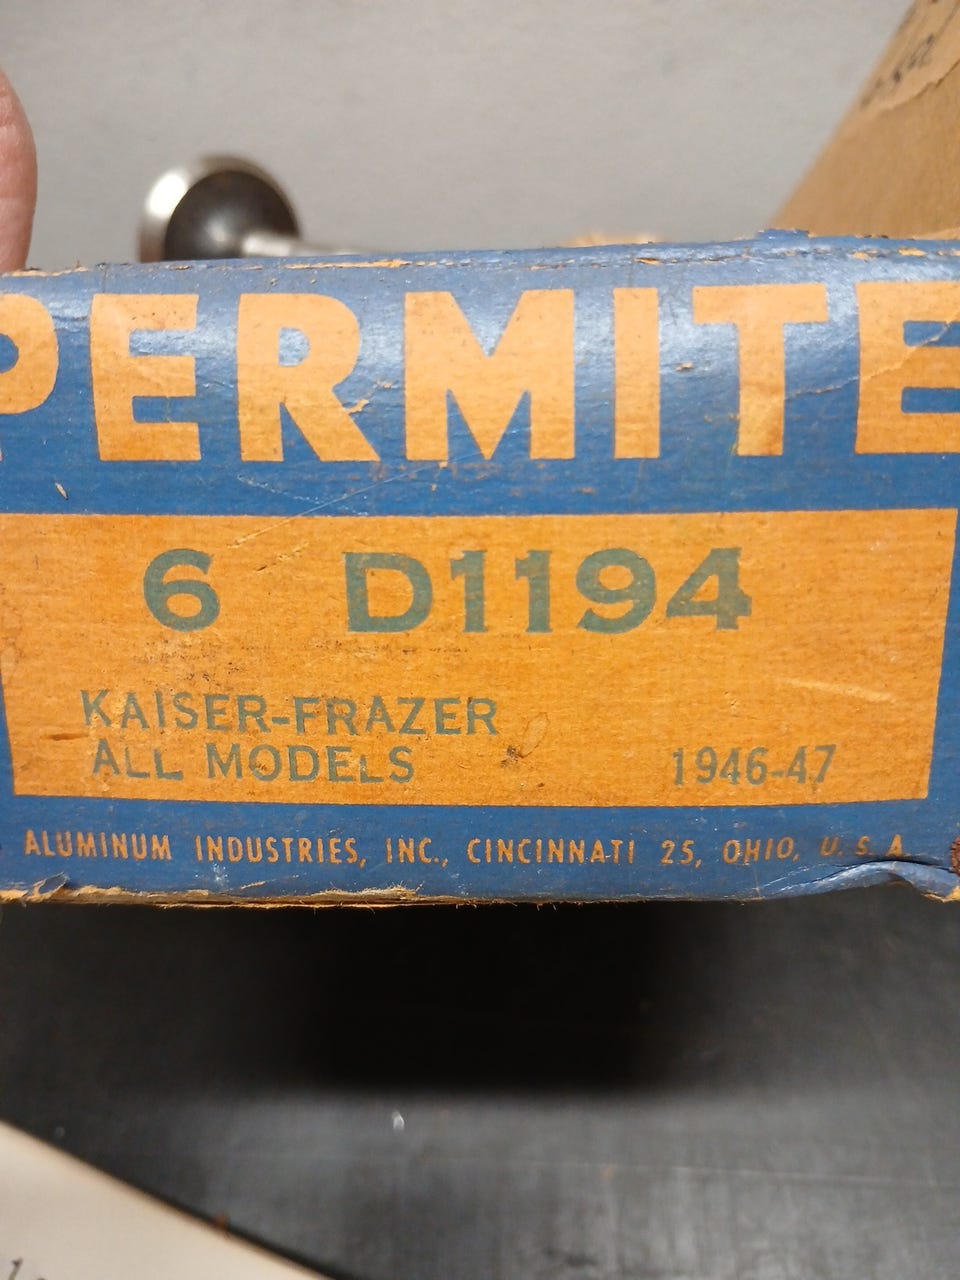 PERMITE
6 D1194
KAISER-FRAZER
ALL MODELS 1946-47
ALUMINUM INDUSTRIES, INC., CINCINNATI 25, OHIO, U.S.A.